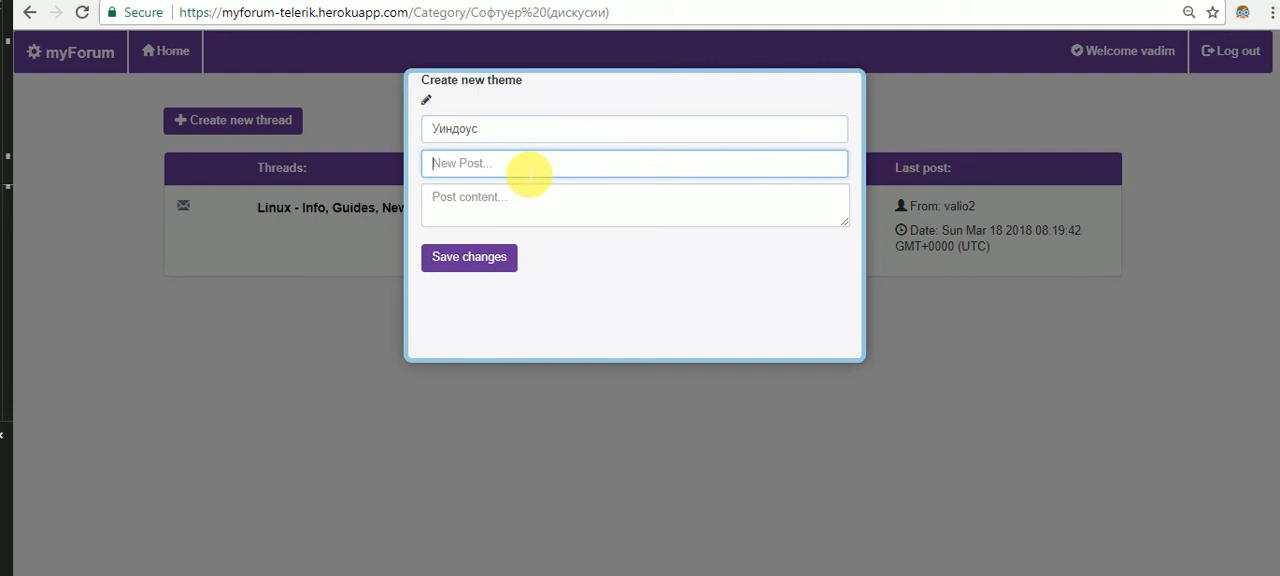 Secure https://myforum-telerik.herokuapp.com/Category/Софтуер%20(дискусии)
myForum Home Welcome vadim Log out
Create new theme
Create new thread
Уиндоус
New Post...
Threads: Last post:
Post content...
Linux - Info, Guides, New From: valio2
Date: Sun Mar 18 2018 08:19:42
GMT+0000 (UTC)
Save changes